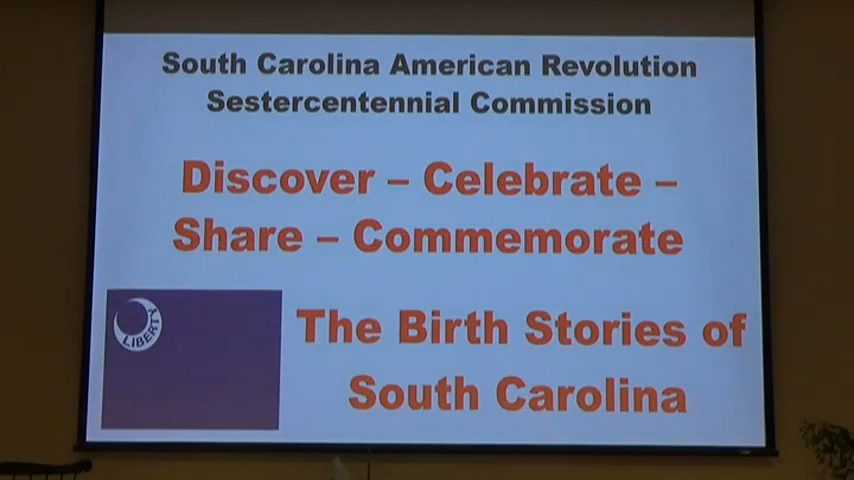 South Carolina American Revolution
Sestercentennial Commission
Discover – Celebrate –
Share – Commemorate
LIBERTY
The Birth Stories of
South Carolina